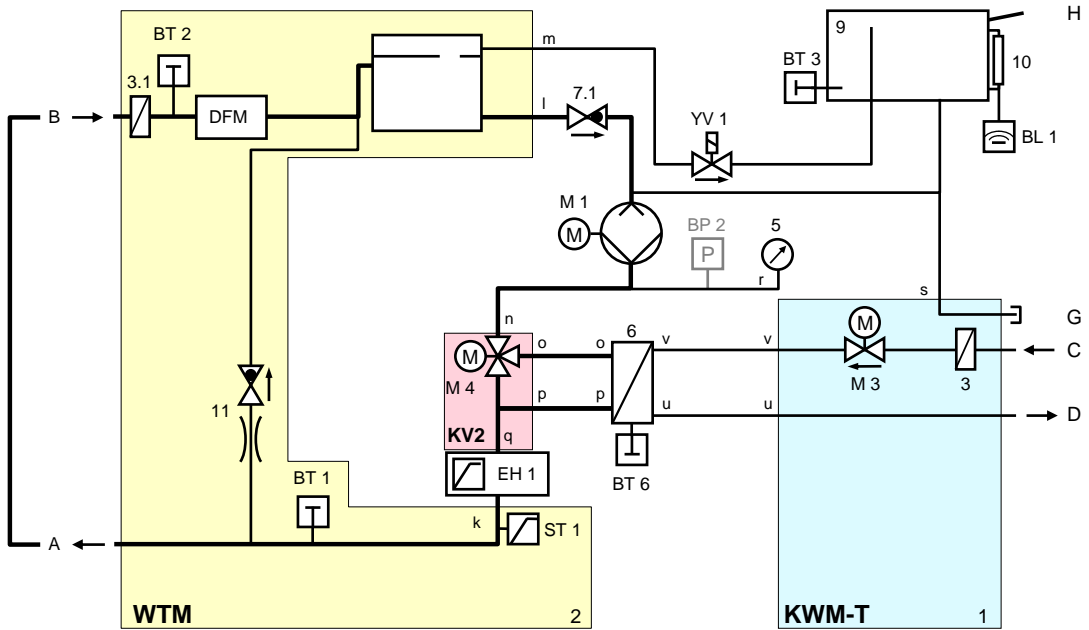 H
BT 2
m
9
BT 3
10
3.1
7.1
l
B
DFM
YV 1
BL 1
M 1
M
BP 2
P
5
r
s
G
n
6
M
o
o
v
v
C
M
M 4
M 3
3
11
p
p
u
u
D
KV2
q
BT 1
EH 1
BT 6
k
ST 1
A
WTM
2
KWM-T
1